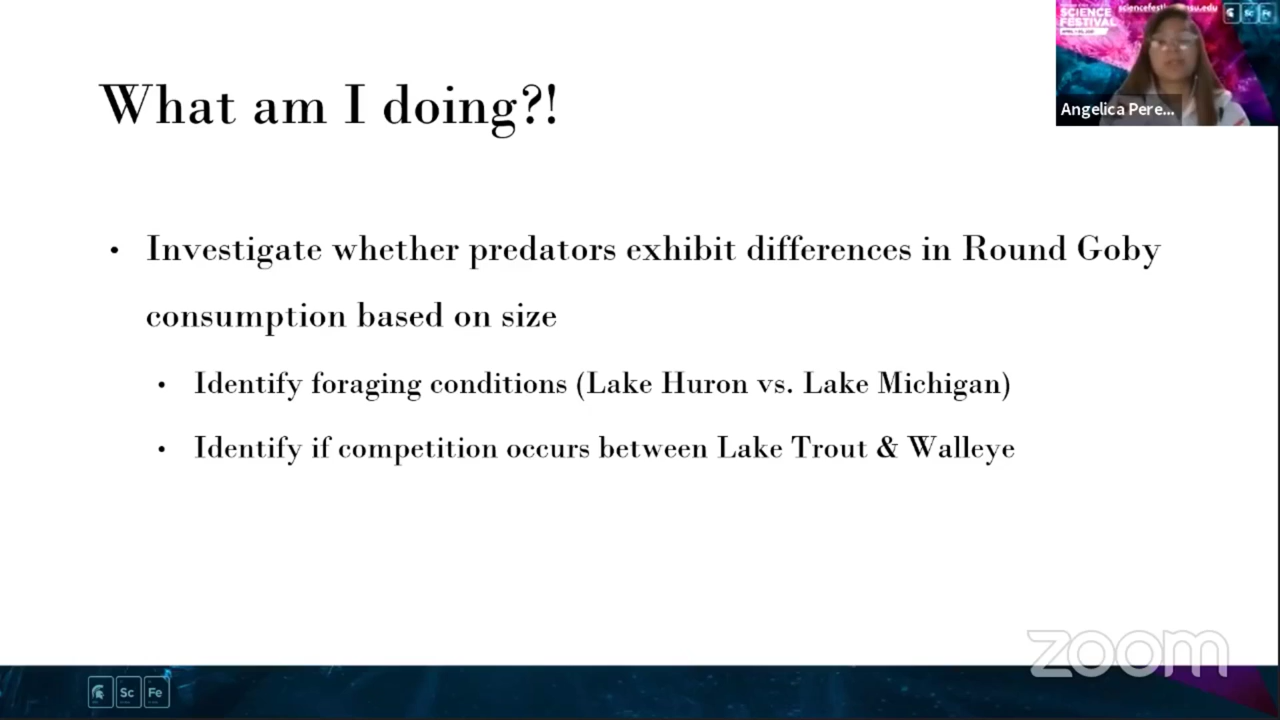 SCIENCE
FESTIVAL
What am I doing?!
Angelica Pere...
• Investigate whether predators exhibit differences in Round Goby
consumption based on size
• Identify foraging conditions (Lake Huron vs. Lake Michigan)
• Identify if competition occurs between Lake Trout & Walleye
zoom
Sc Fe